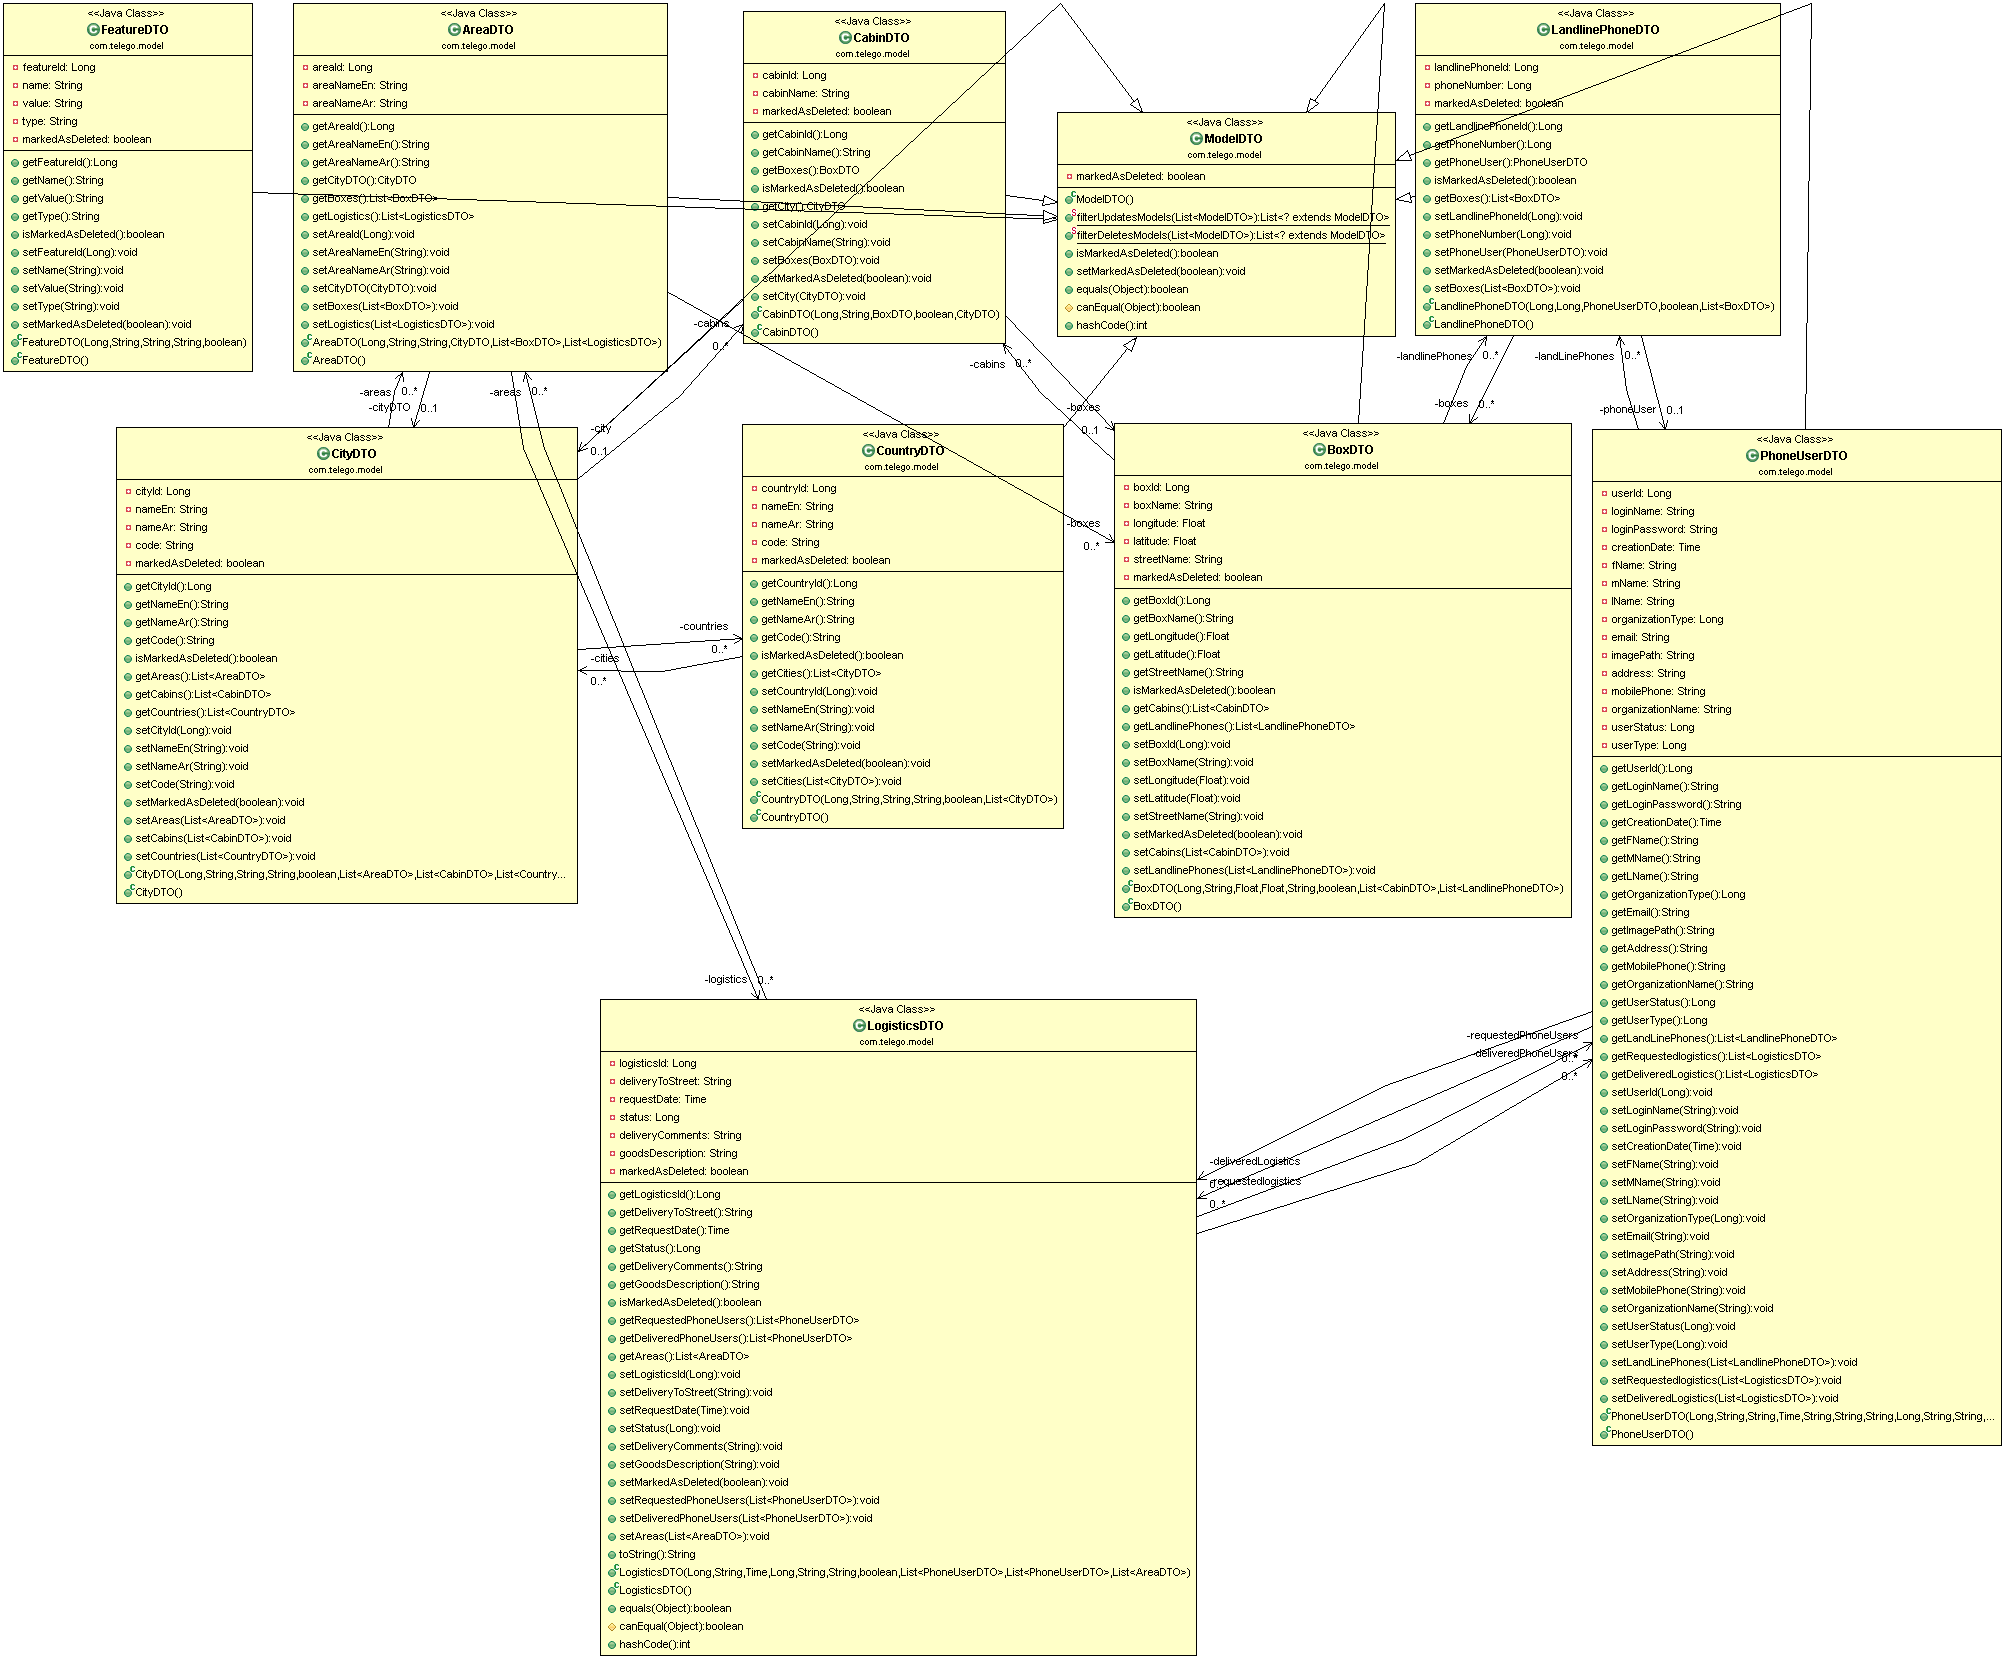 <<Java Class>>
FeatureDTO
com.telego.model
featureId: Long
name: String
value: String
type: String
markedAsDeleted: boolean
getFeatureId():Long
getName():String
getValue():String
getType():String
isMarkedAsDeleted():boolean
setFeatureId(Long):void
setName(String):void
setValue(String):void
setType(String):void
setMarkedAsDeleted(boolean):void
FeatureDTO(Long,String,String,String,boolean)
FeatureDTO()
<<Java Class>>
AreaDTO
com.telego.model
areaId: Long
areaNameEn: String
areaNameAr: String
getAreaId():Long
getAreaNameEn():String
getAreaNameAr():String
getCityDTO():CityDTO
getBoxes():List<BoxDTO>
getLogistics():List<LogisticsDTO>
setAreaId(Long):void
setAreaNameEn(String):void
setAreaNameAr(String):void
setCityDTO(CityDTO):void
setBoxes(List<BoxDTO>):void
setLogistics(List<LogisticsDTO>):void
AreaDTO(Long,String,String,CityDTO,List<BoxDTO>,List<LogisticsDTO>)
AreaDTO()
<<Java Class>>
CabinDTO
com.telego.model
cabinId: Long
cabinName: String
markedAsDeleted: boolean
getCabinId():Long
getCabinName():String
getBoxes():BoxDTO
isMarkedAsDeleted():boolean
getCity():CityDTO
setCabinId(Long):void
setCabinName(String):void
setBoxes(BoxDTO):void
setMarkedAsDeleted(boolean):void
setCity(CityDTO):void
CabinDTO(Long,String,BoxDTO,boolean,CityDTO)
CabinDTO()
<<Java Class>>
ModelDTO
com.telego.model
markedAsDeleted: boolean
ModelDTO()
filterUpdatesModels(List<ModelDTO>):List<? extends ModelDTO>
filterDeletesModels(List<ModelDTO>):List<? extends ModelDTO>
isMarkedAsDeleted():boolean
setMarkedAsDeleted(boolean):void
equals(Object):boolean
canEqual(Object):boolean
hashCode():int
<<Java Class>>
LandlinePhoneDTO
com.telego.model
landlinePhoneId: Long
phoneNumber: Long
markedAsDeleted: boolean
getLandlinePhoneId():Long
getPhoneNumber():Long
getPhoneUser():PhoneUserDTO
isMarkedAsDeleted():boolean
getBoxes():List<BoxDTO>
setLandlinePhoneId(Long):void
setPhoneNumber(Long):void
setPhoneUser(PhoneUserDTO):void
setMarkedAsDeleted(boolean):void
setBoxes(List<BoxDTO>):void
LandlinePhoneDTO(Long,Long,PhoneUserDTO,boolean,List<BoxDTO>)
LandlinePhoneDTO()
-cabins
0..*
-areas
0..*
-cityDTO
0..1
-areas
0..*
-city
0..1
-cabins
0..*
-boxes
0..1
-boxes
0..*
-landlinePhones
0..*
-boxes
0..*
-landLinePhones
0..*
-phoneUser
0..1
<<Java Class>>
CityDTO
com.telego.model
cityId: Long
nameEn: String
nameAr: String
code: String
markedAsDeleted: boolean
getCityId():Long
getNameEn():String
getNameAr():String
getCode():String
isMarkedAsDeleted():boolean
getAreas():List<AreaDTO>
getCabins():List<CabinDTO>
getCountries():List<CountryDTO>
setCityId(Long):void
setNameEn(String):void
setNameAr(String):void
setCode(String):void
setMarkedAsDeleted(boolean):void
setAreas(List<AreaDTO>):void
setCabins(List<CabinDTO>):void
setCountries(List<CountryDTO>):void
CityDTO(Long,String,String,String,boolean,List<AreaDTO>,List<CabinDTO>,List<Country...
CityDTO()
-countries
0..*
-cities
0..*
<<Java Class>>
CountryDTO
com.telego.model
countryId: Long
nameEn: String
nameAr: String
code: String
markedAsDeleted: boolean
getCountryId():Long
getNameEn():String
getNameAr():String
getCode():String
isMarkedAsDeleted():boolean
getCities():List<CityDTO>
setCountryId(Long):void
setNameEn(String):void
setNameAr(String):void
setCode(String):void
setMarkedAsDeleted(boolean):void
setCities(List<CityDTO>):void
CountryDTO(Long,String,String,String,boolean,List<CityDTO>)
CountryDTO()
<<Java Class>>
BoxDTO
com.telego.model
boxId: Long
boxName: String
longitude: Float
latitude: Float
streetName: String
markedAsDeleted: boolean
getBoxId():Long
getBoxName():String
getLongitude():Float
getLatitude():Float
getStreetName():String
isMarkedAsDeleted():boolean
getCabins():List<CabinDTO>
getLandlinePhones():List<LandlinePhoneDTO>
setBoxId(Long):void
setBoxName(String):void
setLongitude(Float):void
setLatitude(Float):void
setStreetName(String):void
setMarkedAsDeleted(boolean):void
setCabins(List<CabinDTO>):void
setLandlinePhones(List<LandlinePhoneDTO>):void
BoxDTO(Long,String,Float,Float,String,boolean,List<CabinDTO>,List<LandlinePhoneDTO>)
BoxDTO()
<<Java Class>>
PhoneUserDTO
com.telego.model
userId: Long
loginName: String
loginPassword: String
creationDate: Time
fName: String
mName: String
lName: String
organizationType: Long
email: String
imagePath: String
address: String
mobilePhone: String
organizationName: String
userStatus: Long
userType: Long
getUserId():Long
getLoginName():String
getLoginPassword():String
getCreationDate():Time
getFName():String
getMName():String
getLName():String
getOrganizationType():Long
getEmail():String
getImagePath():String
getAddress():String
getMobilePhone():String
getOrganizationName():String
getUserStatus():Long
getUserType():Long
getLandLinePhones():List<LandlinePhoneDTO>
getRequestedlogistics():List<LogisticsDTO>
getDeliveredLogistics():List<LogisticsDTO>
setUserId(Long):void
setLoginName(String):void
setLoginPassword(String):void
setCreationDate(Time):void
setFName(String):void
setMName(String):void
setLName(String):void
setOrganizationType(Long):void
setEmail(String):void
setImagePath(String):void
setAddress(String):void
setMobilePhone(String):void
setOrganizationName(String):void
setUserStatus(Long):void
setUserType(Long):void
setLandLinePhones(List<LandlinePhoneDTO>):void
setRequestedlogistics(List<LogisticsDTO>):void
setDeliveredLogistics(List<LogisticsDTO>):void
PhoneUserDTO(Long,String,String,Time,String,String,String,Long,String,String,...
PhoneUserDTO()
-logistics
0..*
-requestedPhoneUsers
0..*
-deliveredPhoneUsers
0..*
-deliveredLogistics
0..*
-requestedlogistics
0..*
<<Java Class>>
LogisticsDTO
com.telego.model
logisticsId: Long
deliveryToStreet: String
requestDate: Time
status: Long
deliveryComments: String
goodsDescription: String
markedAsDeleted: boolean
getLogisticsId():Long
getDeliveryToStreet():String
getRequestDate():Time
getStatus():Long
getDeliveryComments():String
getGoodsDescription():String
isMarkedAsDeleted():boolean
getRequestedPhoneUsers():List<PhoneUserDTO>
getDeliveredPhoneUsers():List<PhoneUserDTO>
getAreas():List<AreaDTO>
setLogisticsId(Long):void
setDeliveryToStreet(String):void
setRequestDate(Time):void
setStatus(Long):void
setDeliveryComments(String):void
setGoodsDescription(String):void
setMarkedAsDeleted(boolean):void
setRequestedPhoneUsers(List<PhoneUserDTO>):void
setDeliveredPhoneUsers(List<PhoneUserDTO>):void
setAreas(List<AreaDTO>):void
toString():String
LogisticsDTO(Long,String,Time,Long,String,String,boolean,List<PhoneUserDTO>,List<PhoneUserDTO>,List<AreaDTO>)
LogisticsDTO()
equals(Object):boolean
canEqual(Object):boolean
hashCode():int